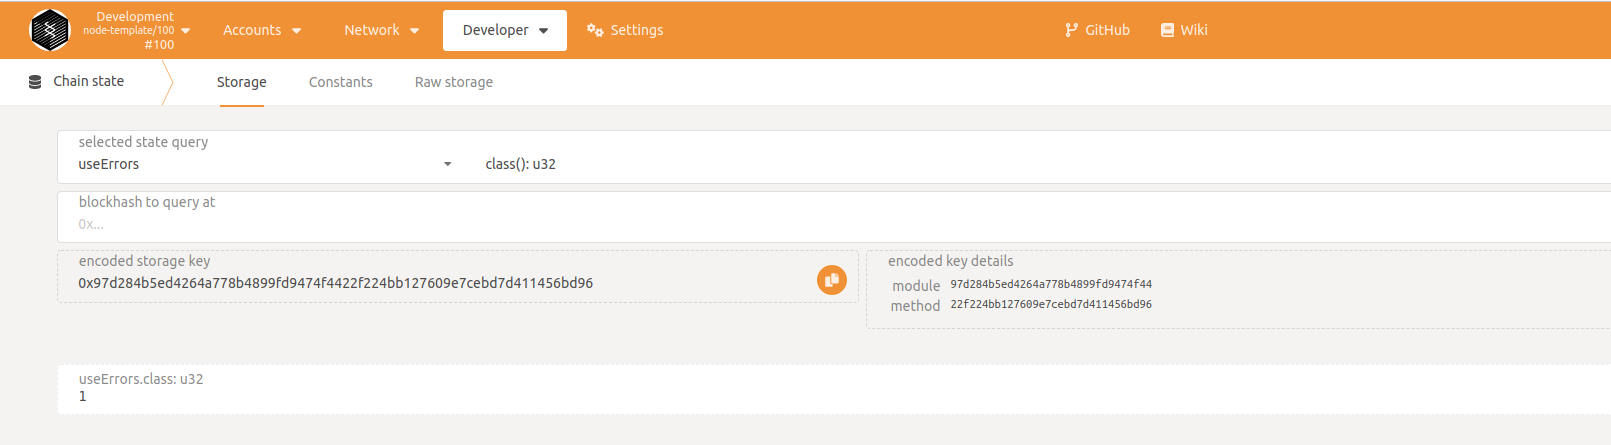 Development
node-template/100
#100
Accounts
Network
Developer
Settings
GitHub
Wiki
Chain state
Storage
Constants
Raw storage
selected state query
useErrors
class(): u32
blockhash to query at
0x...
encoded storage key
0x97d284b5ed4264a778b4899fd9474f4422f224bb127609e7cebd7d411456bd96
encoded key details
module 97d284b5ed4264a778b4899fd9474f44
method 22f224bb127609e7cebd7d411456bd96
useErrors.class: u32
1